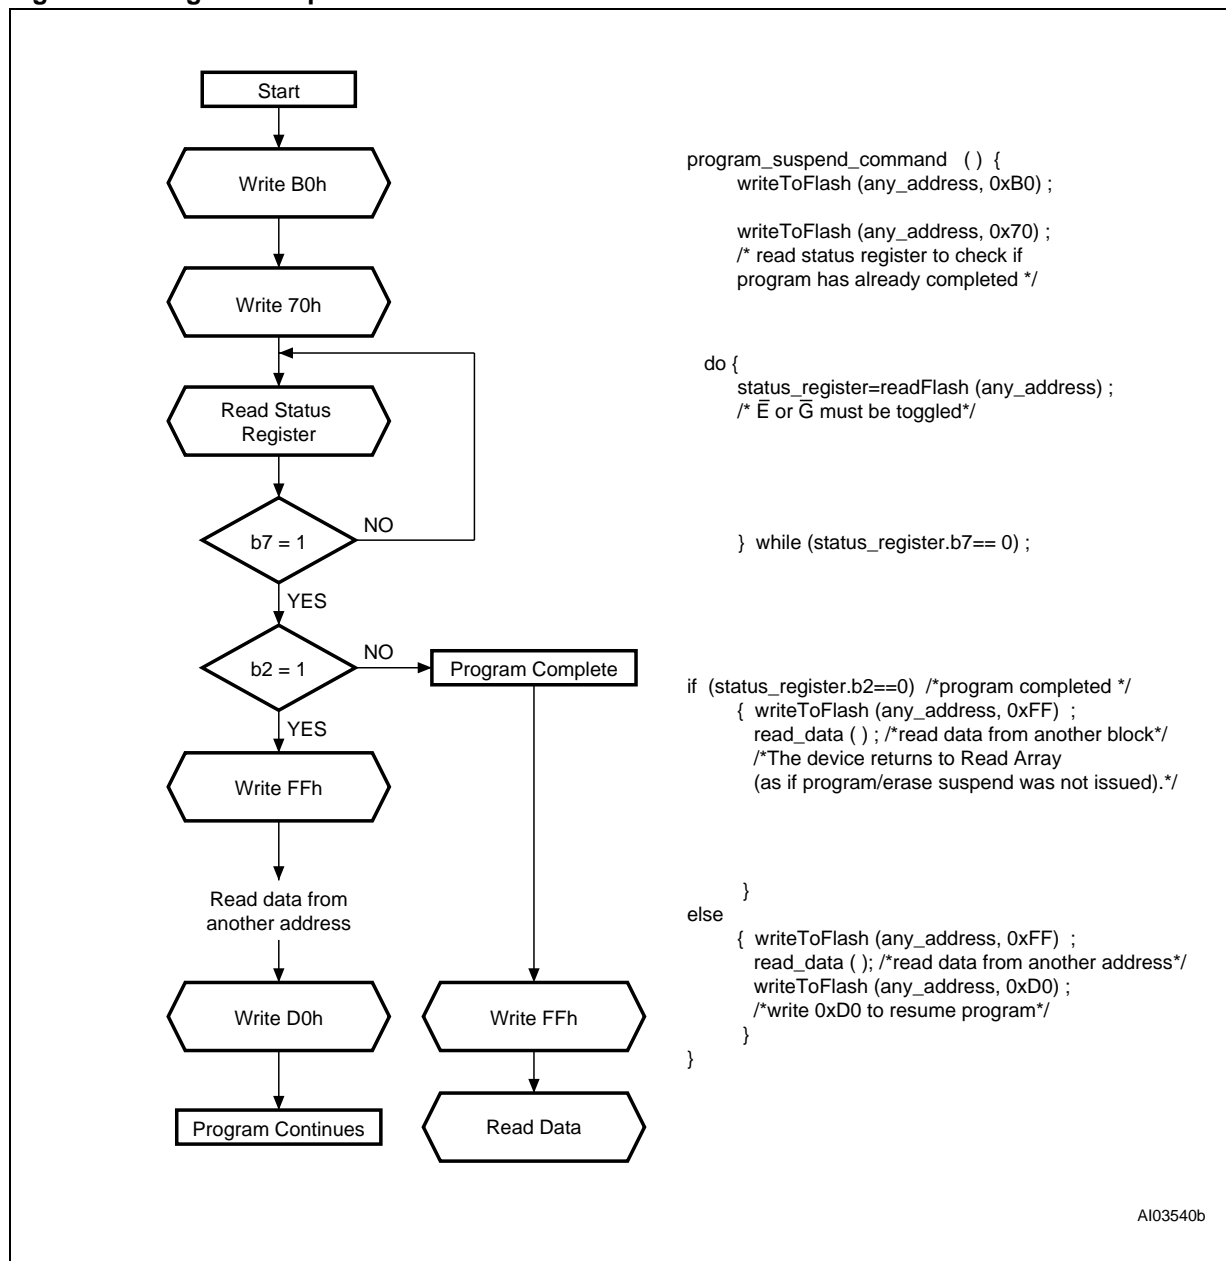 Start
Write B0h
Write 70h
Read Status
Register
NO
b7 = 1
YES
NO
b2 = 1
Program Complete
YES
Write FFh
Read data from
another address
Write D0h
Write FFh
Program Continues
Read Data
program_suspend_command ( ) {
writeToFlash (any_address, 0xB0) ;
writeToFlash (any_address, 0x70) ;
/* read status register to check if
program has already completed */
do {
status_register=readFlash (any_address) ;
/* E̅ or G̅ must be toggled*/
} while (status_register.b7== 0) ;
if (status_register.b2==0) /*program completed */
{ writeToFlash (any_address, 0xFF) ;
read_data ( ) ; /*read data from another block*/
/*The device returns to Read Array
(as if program/erase suspend was not issued).*/
}
else
{ writeToFlash (any_address, 0xFF) ;
read_data ( ); /*read data from another address*/
writeToFlash (any_address, 0xD0) ;
/*write 0xD0 to resume program*/
}
}
AI03540b